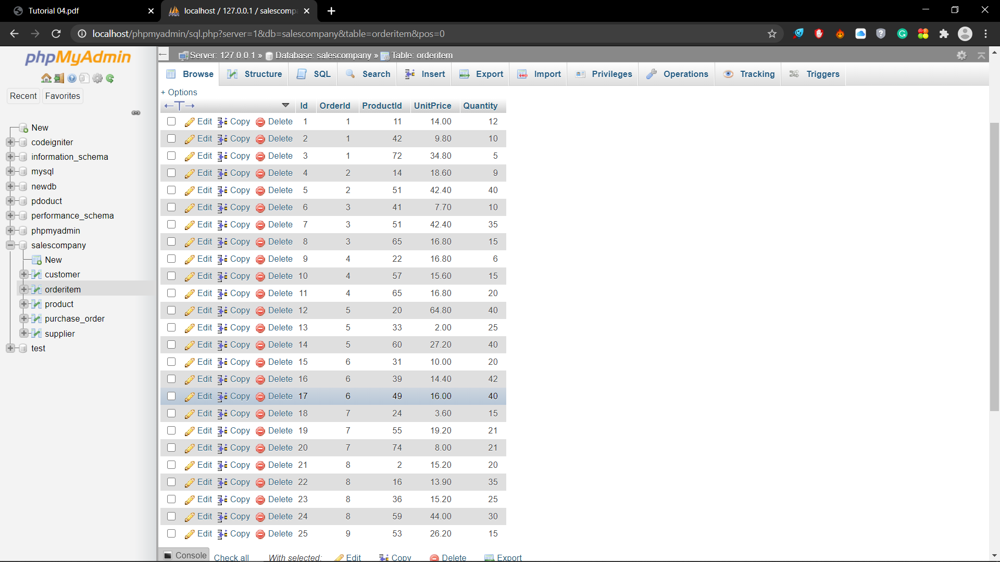 Tutorial 04.pdf
localhost / 127.0.0.1 / salescomp
localhost/phpmyadmin/sql.php?server=1&db=salescompany&table=orderitem&pos=0
phpMyAdmin
Recent Favorites
New
codeigniter
information_schema
mysql
newdb
pdoduct
performance_schema
phpmyadmin
salescompany
New
customer
orderitem
product
purchase_order
supplier
test
Server: 127.0.0.1 » Database: salescompany » Table: orderitem
Browse Structure SQL Search Insert Export Import Privileges Operations Tracking Triggers
+ Options
←T→ Id OrderId ProductId UnitPrice Quantity
Edit Copy Delete 1 1 11 14.00 12
Edit Copy Delete 2 1 42 9.80 10
Edit Copy Delete 3 1 72 34.80 5
Edit Copy Delete 4 2 14 18.60 9
Edit Copy Delete 5 2 51 42.40 40
Edit Copy Delete 6 3 41 7.70 10
Edit Copy Delete 7 3 51 42.40 35
Edit Copy Delete 8 3 65 16.80 15
Edit Copy Delete 9 4 22 16.80 6
Edit Copy Delete 10 4 57 15.60 15
Edit Copy Delete 11 4 65 16.80 20
Edit Copy Delete 12 5 20 64.80 40
Edit Copy Delete 13 5 33 2.00 25
Edit Copy Delete 14 5 60 27.20 40
Edit Copy Delete 15 6 31 10.00 20
Edit Copy Delete 16 6 39 14.40 42
Edit Copy Delete 17 6 49 16.00 40
Edit Copy Delete 18 7 24 3.60 15
Edit Copy Delete 19 7 55 19.20 21
Edit Copy Delete 20 7 74 8.00 21
Edit Copy Delete 21 8 2 15.20 20
Edit Copy Delete 22 8 16 13.90 35
Edit Copy Delete 23 8 36 15.20 25
Edit Copy Delete 24 8 59 44.00 30
Edit Copy Delete 25 9 53 26.20 15
Console Check all With selected: Edit Copy Delete Export